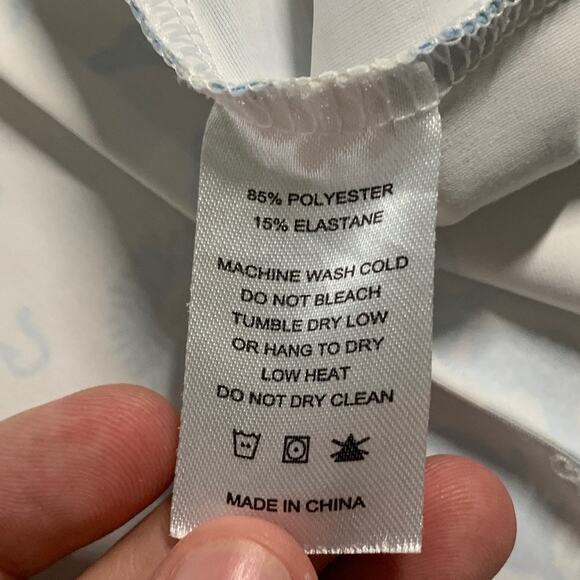 85% POLYESTER
15% ELASTANE
MACHINE WASH COLD
DO NOT BLEACH
TUMBLE DRY LOW
OR HANG TO DRY
LOW HEAT
DO NOT DRY CLEAN
MADE IN CHINA